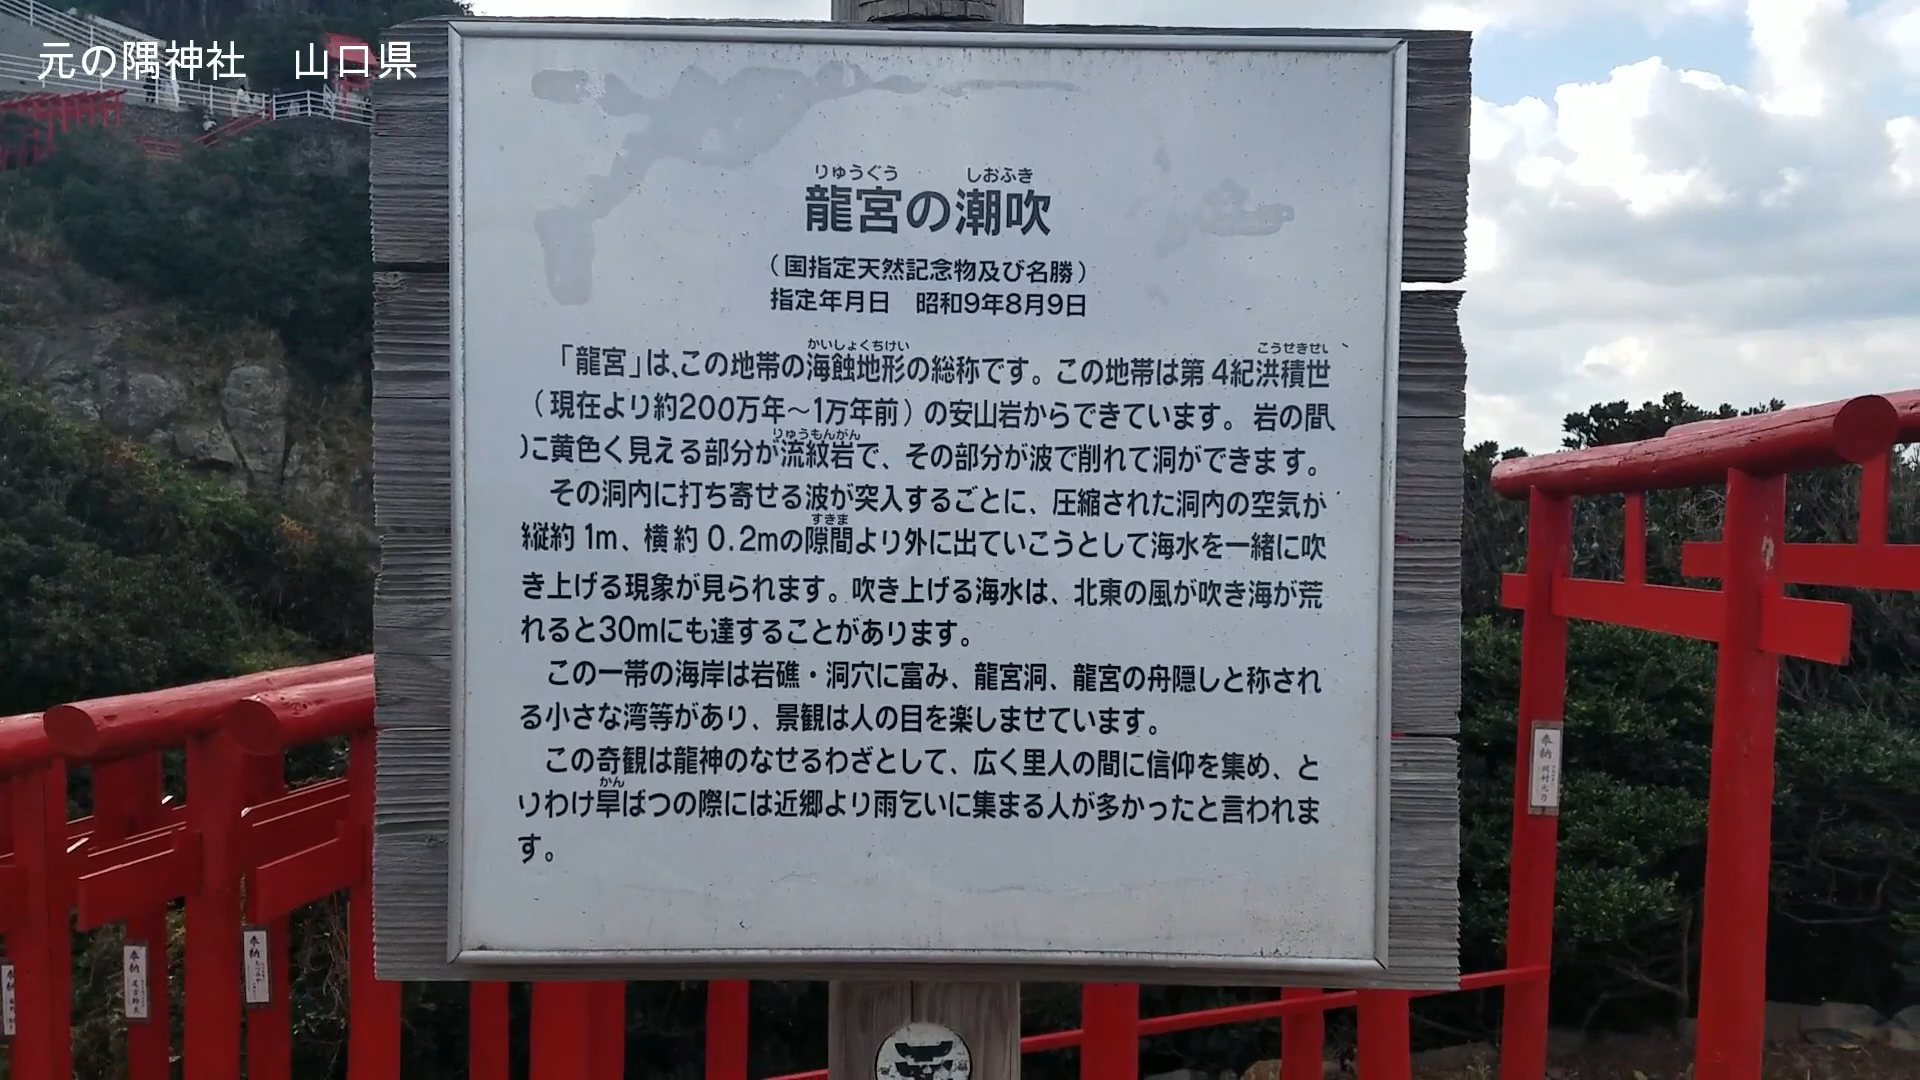 元の隅神社　山口県
りゅうぐう　しおふき
龍宮の潮吹
（国指定天然記念物及び名勝）
指定年月日　昭和9年8月9日
かいしょくちけい　こうせきせい
「龍宮」は、この地帯の海蝕地形の総称です。この地帯は第4紀洪積世
（現在より約200万年〜1万年前）の安山岩からできています。岩の間
りゅうもんがん
に黄色く見える部分が流紋岩で、その部分が波で削れて洞ができます。
その洞内に打ち寄せる波が突入するごとに、圧縮された洞内の空気が
すきま
縦約1m、横約0.2mの隙間より外に出ていこうとして海水を一緒に吹
き上げる現象が見られます。吹き上げる海水は、北東の風が吹き海が荒
れると30mにも達することがあります。
この一帯の海岸は岩礁・洞穴に富み、龍宮洞、龍宮の舟隠しと称され
る小さな湾等があり、景観は人の目を楽しませています。
この奇観は龍神のなせるわざとして、広く里人の間に信仰を集め、と
かん
りわけ旱ばつの際には近郷より雨乞いに集まる人が多かったと言われま
す。
奉納
奉納
奉納
奉納